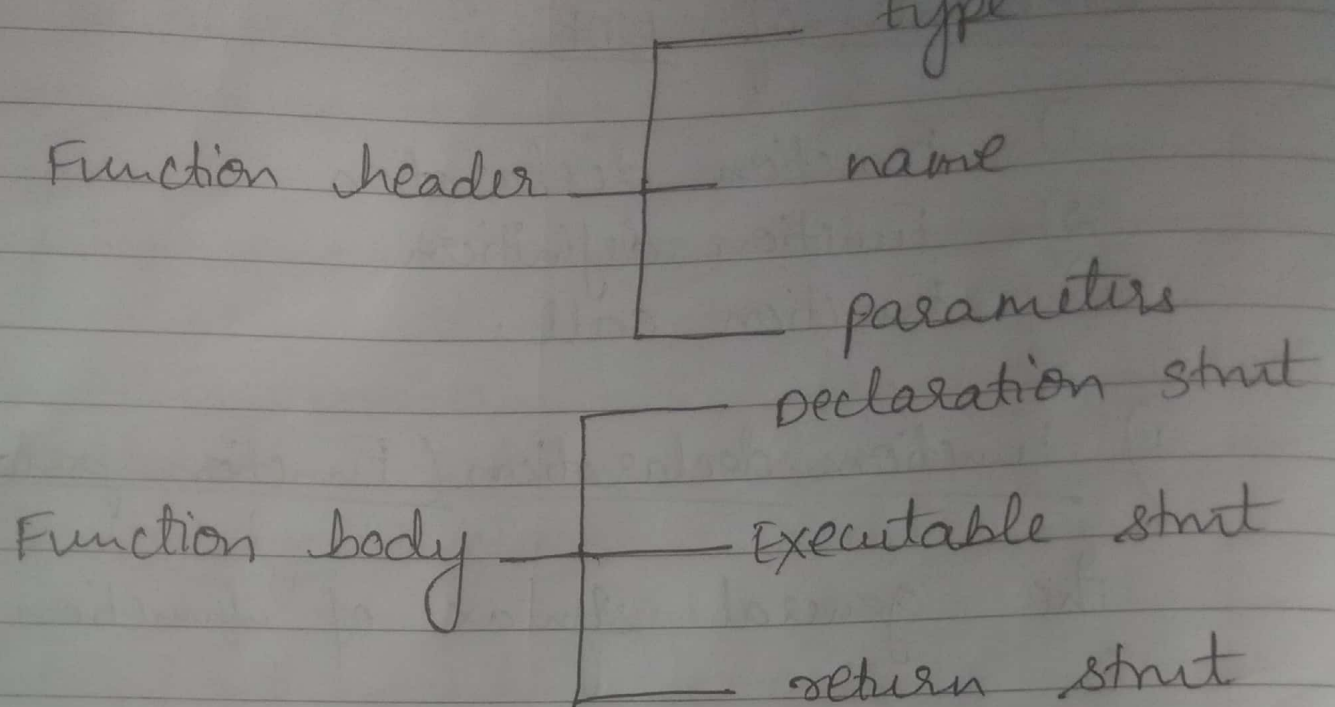 type
Function header name
parameters
Declaration stmt
Function body Executable stmt
return stmt